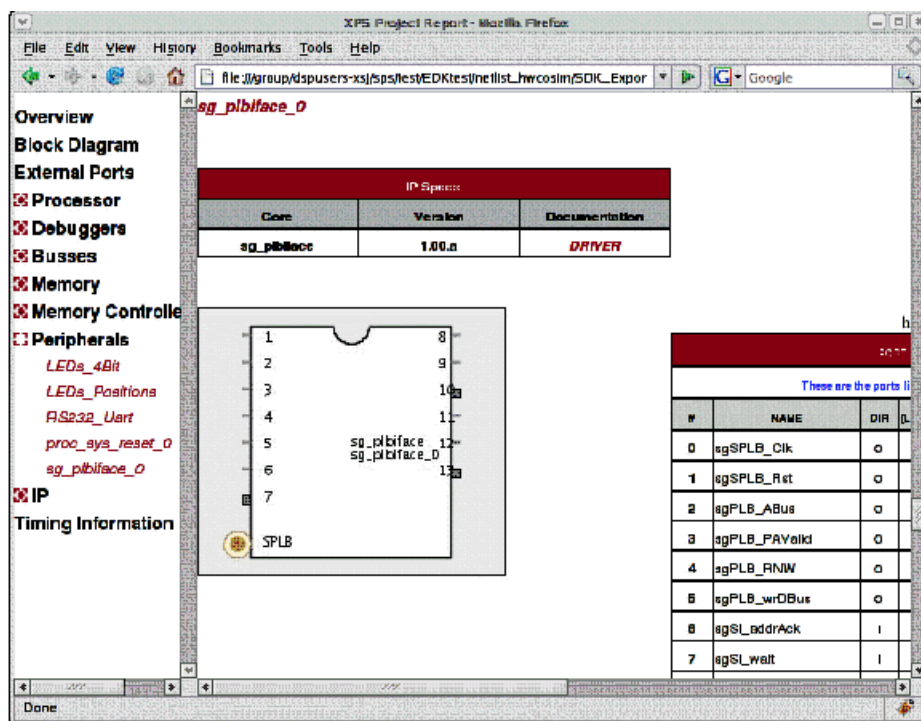 XPS Project Report - Mozilla Firefox
File Edit View History Bookmarks Tools Help
file:///group/dspusers-xsj/sps/test/EDKtest/netlist_hwcosim/SDK_Expor
G Google
Overview
Block Diagram
External Ports
Processor
Debuggers
Busses
Memory
Memory Controlle
Peripherals
LEDs_4Bit
LEDs_Positions
RS232_Uart
proc_sys_reset_0
sg_plbiface_0
IP
Timing Information
sg_plbiface_0
IP Specs
Core Version Documentation
sg_plbiface 1.00.a DRIVER
1 8
2 9
3 10
4 11
5 sg_plbiface 12
6 sg_plbiface_0 13
7
SPLB
h
These are the ports li
# NAME DIR [L
0 sgSPLB_Clk O
1 sgSPLB_Rst O
2 sgPLB_ABus O
3 sgPLB_PAValid O
4 sgPLB_RNW O
5 sgPLB_wrDBus O
6 sgSl_addrAck I
7 sgSl_wait I
Done